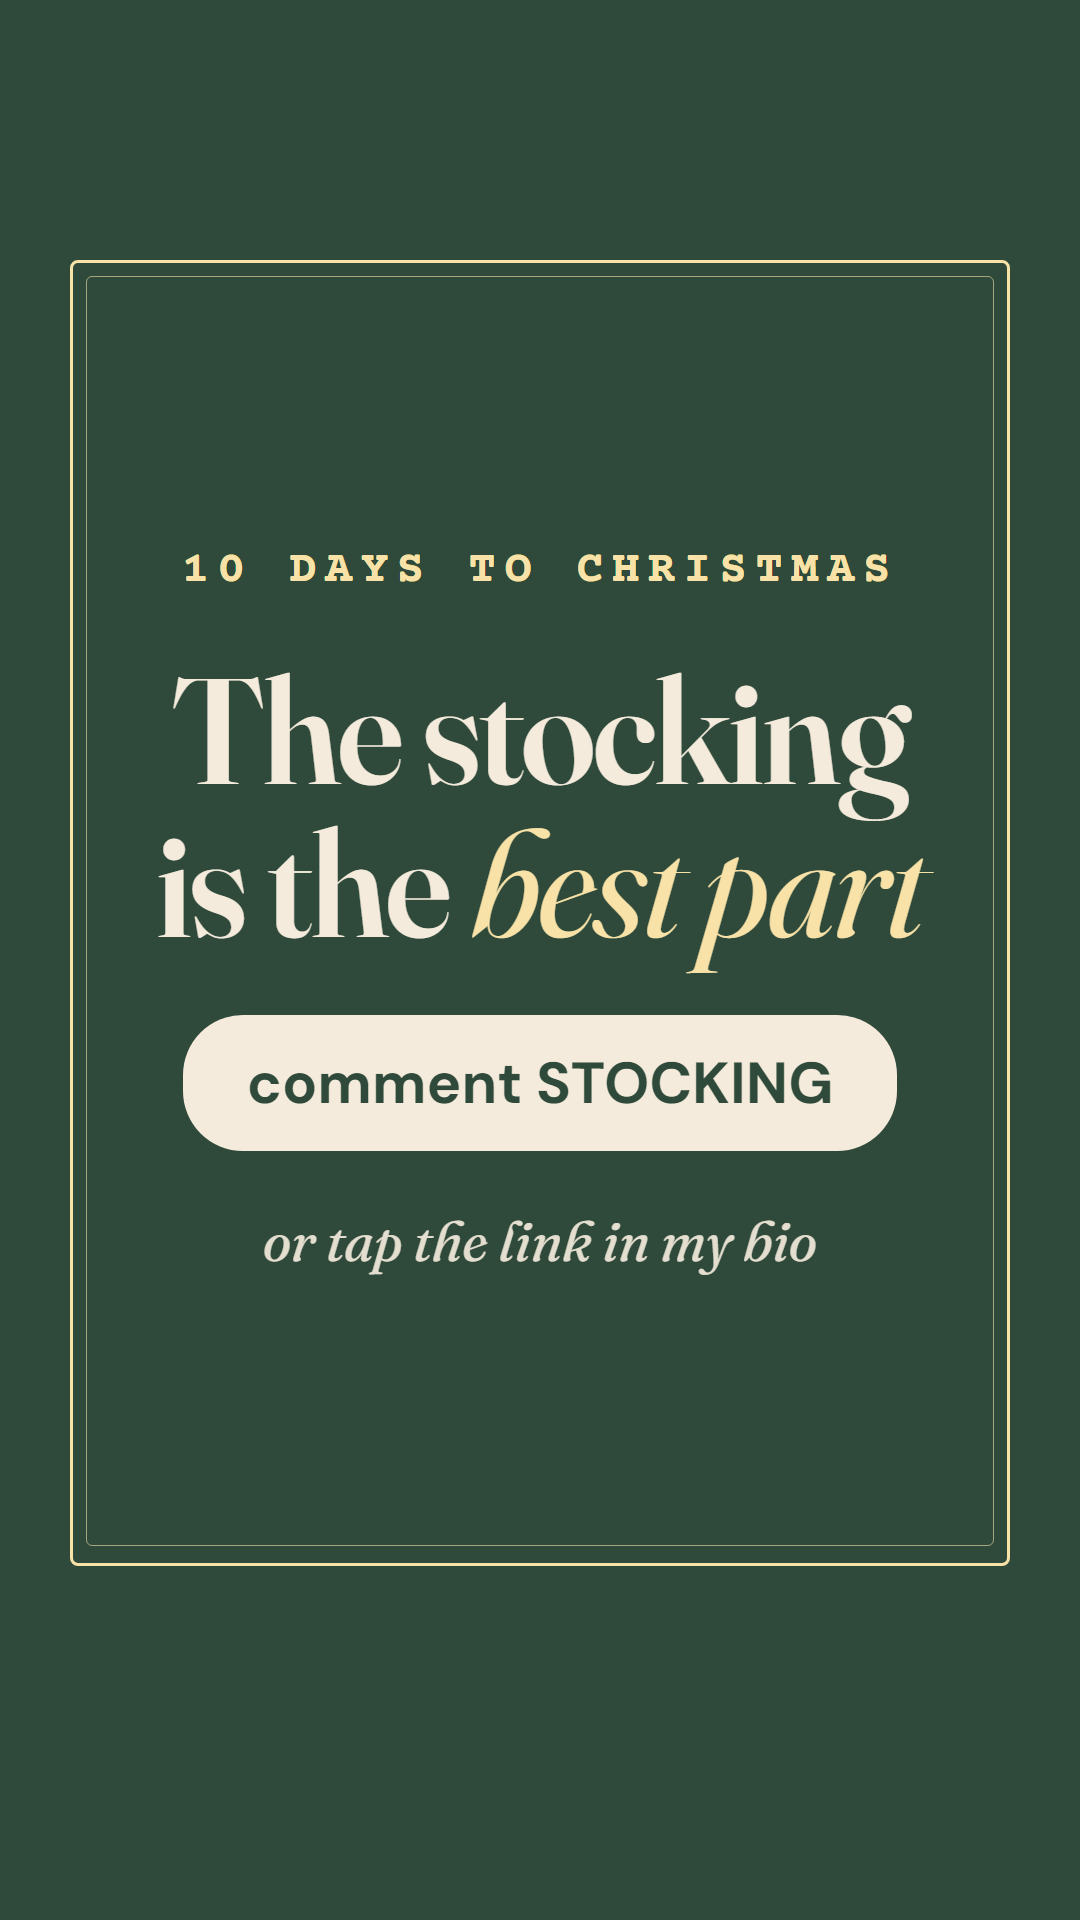 10 DAYS TO CHRISTMAS
The stocking
is the best part
comment STOCKING
or tap the link in my bio